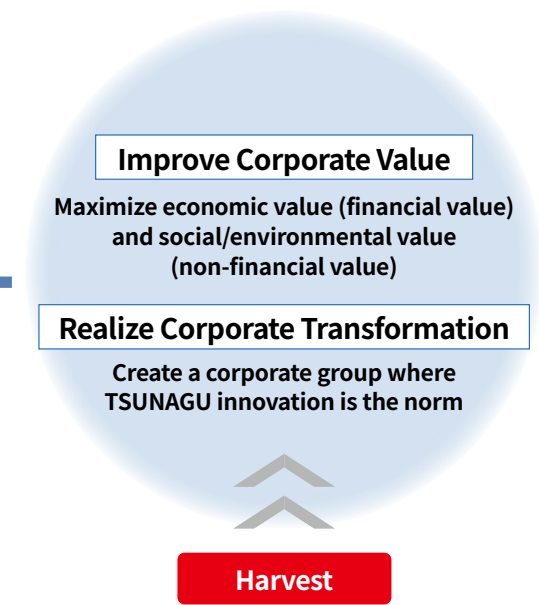 Improve Corporate Value
Maximize economic value (financial value)
and social/environmental value
(non-financial value)
Realize Corporate Transformation
Create a corporate group where
TSUNAGU innovation is the norm
Harvest